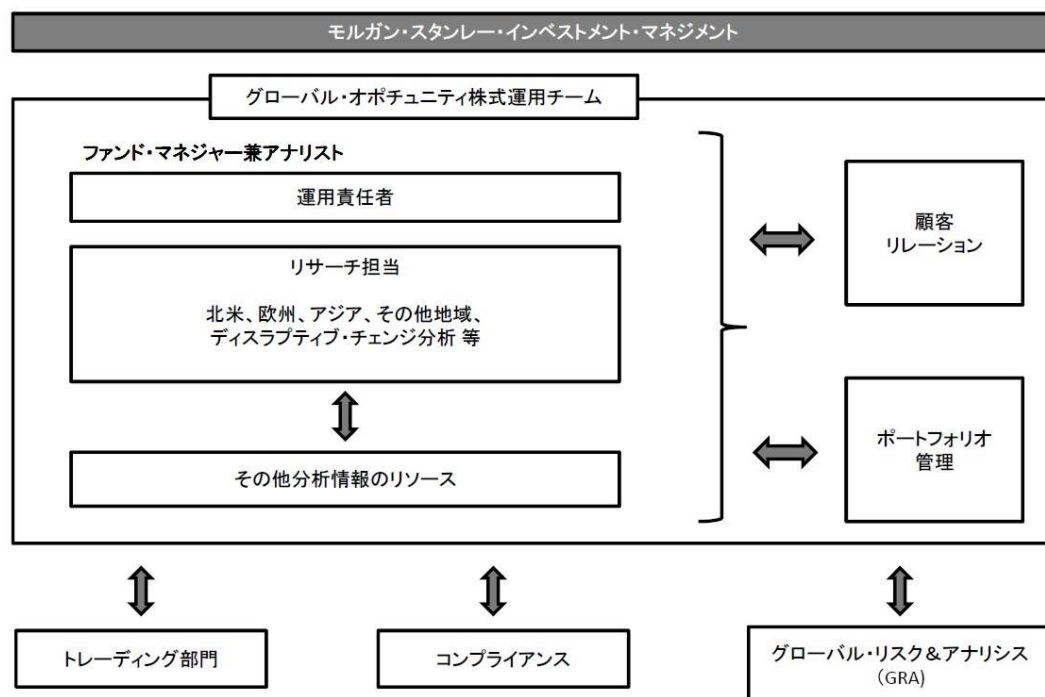 モルガン・スタンレー・インベストメント・マネジメント
グローバル・オポチュニティ株式運用チーム
ファンド・マネジャー兼アナリスト
運用責任者
リサーチ担当
北米、欧州、アジア、その他地域、
ディスラプティブ・チェンジ分析 等
その他分析情報のリソース
顧客
リレーション
ポートフォリオ
管理
トレーディング部門
コンプライアンス
グローバル・リスク&アナリシス
(GRA)